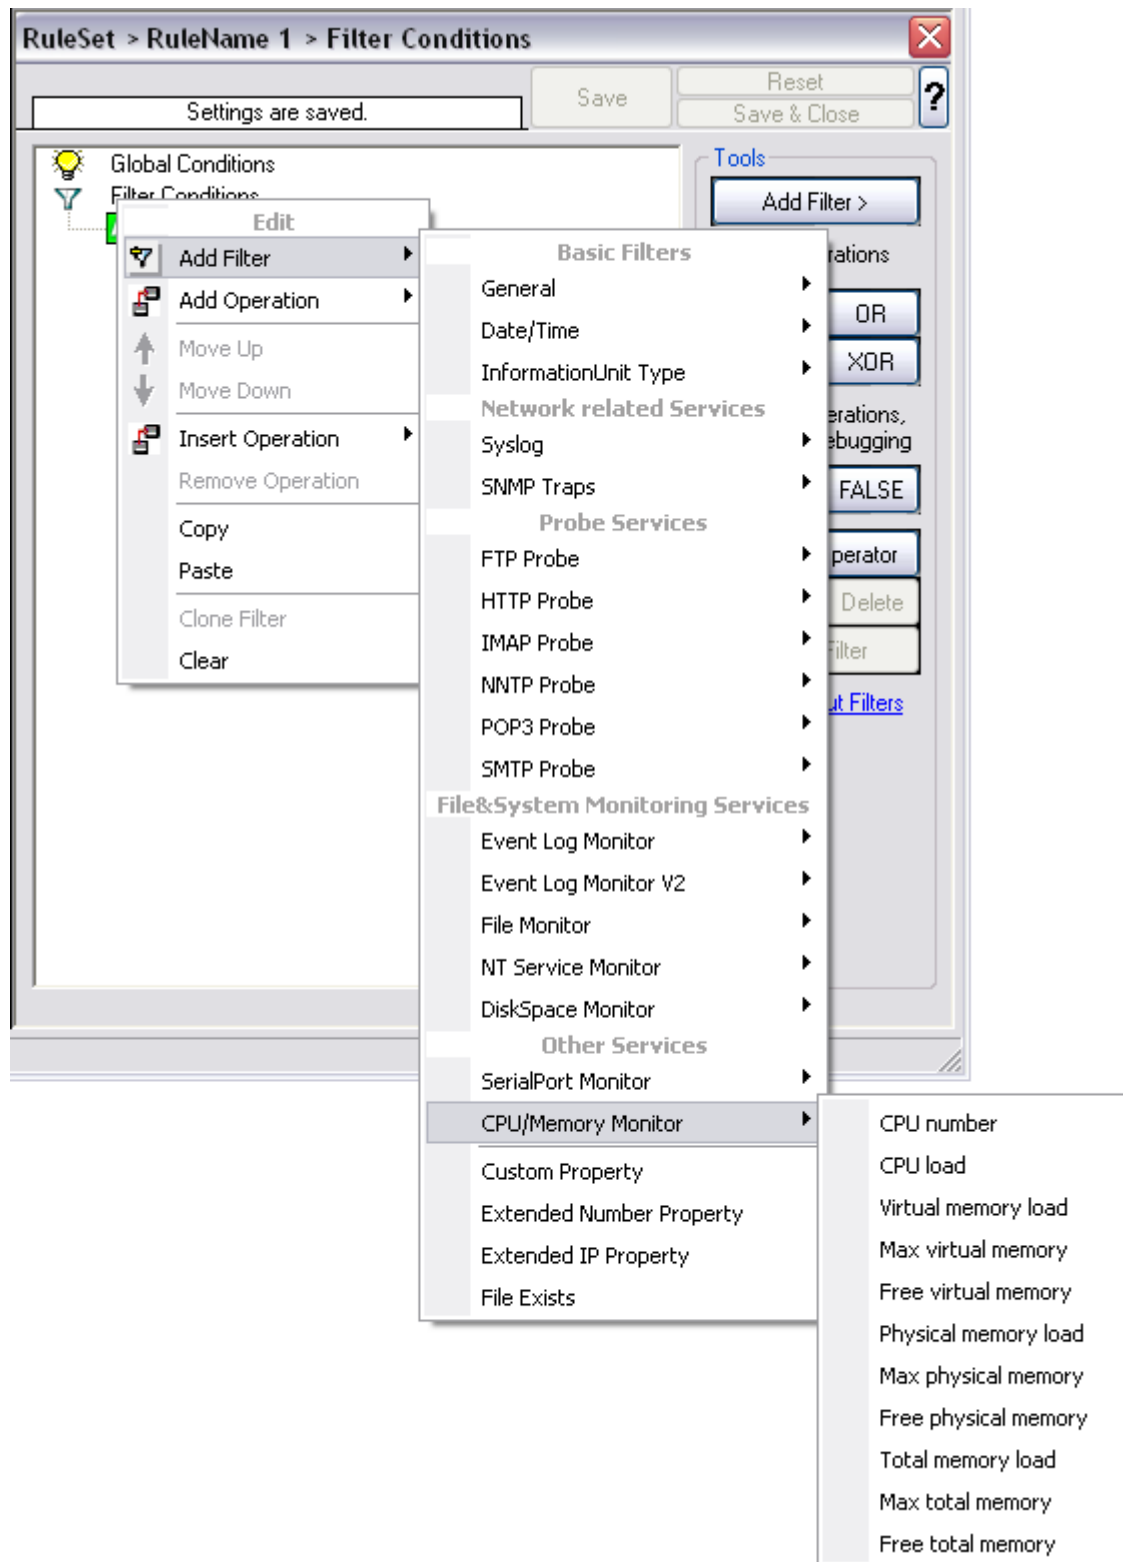 RuleSet > RuleName 1 > Filter Conditions
Settings are saved.
Save
Reset
Save & Close
?
Global Conditions
Filter Conditions
Tools
Add Filter >
OR
XOR
FALSE
Delete
Filters
Edit
Add Filter
Add Operation
Move Up
Move Down
Insert Operation
Remove Operation
Copy
Paste
Clone Filter
Clear
Basic Filters
General
Date/Time
InformationUnit Type
Network related Services
Syslog
SNMP Traps
Probe Services
FTP Probe
HTTP Probe
IMAP Probe
NNTP Probe
POP3 Probe
SMTP Probe
File&System Monitoring Services
Event Log Monitor
Event Log Monitor V2
File Monitor
NT Service Monitor
DiskSpace Monitor
Other Services
SerialPort Monitor
CPU/Memory Monitor
Custom Property
Extended Number Property
Extended IP Property
File Exists
CPU number
CPU load
Virtual memory load
Max virtual memory
Free virtual memory
Physical memory load
Max physical memory
Free physical memory
Total memory load
Max total memory
Free total memory